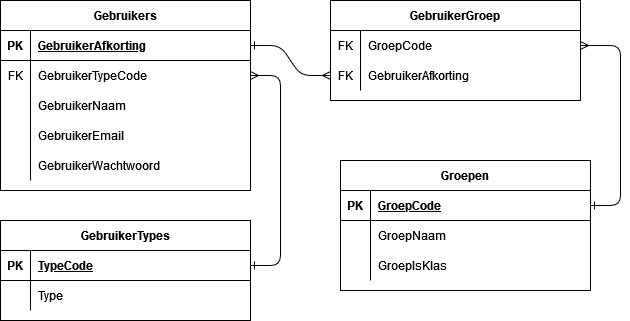 Gebruikers
PK GebruikerAfkorting
FK GebruikerTypeCode
GebruikerNaam
GebruikerEmail
GebruikerWachtwoord
GebruikerGroep
FK GroepCode
FK GebruikerAfkorting
Groepen
PK GroepCode
GroepNaam
GroepIsKlas
GebruikerTypes
PK TypeCode
Type